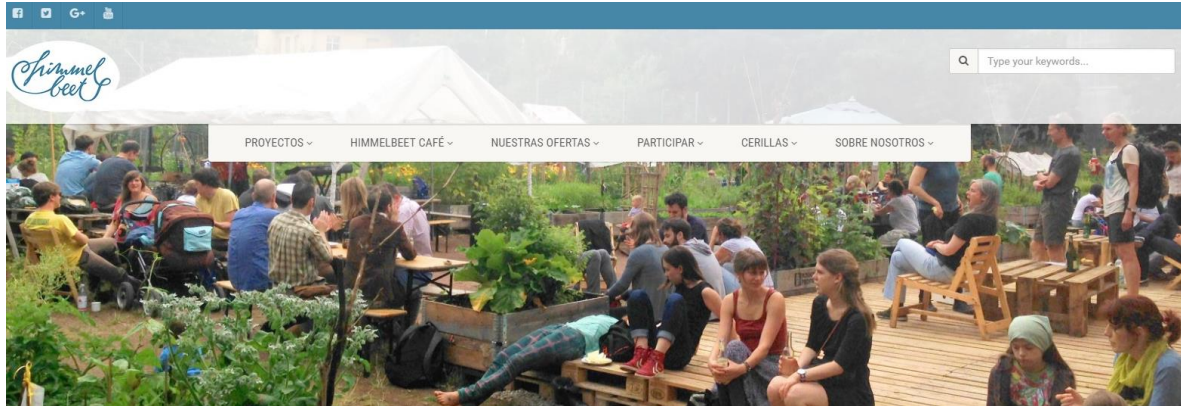 himmel
beet
Type your keywords...
PROYECTOS HIMMELBEET CAFÉ NUESTRAS OFERTAS PARTICIPAR CERILLAS SOBRE NOSOTROS